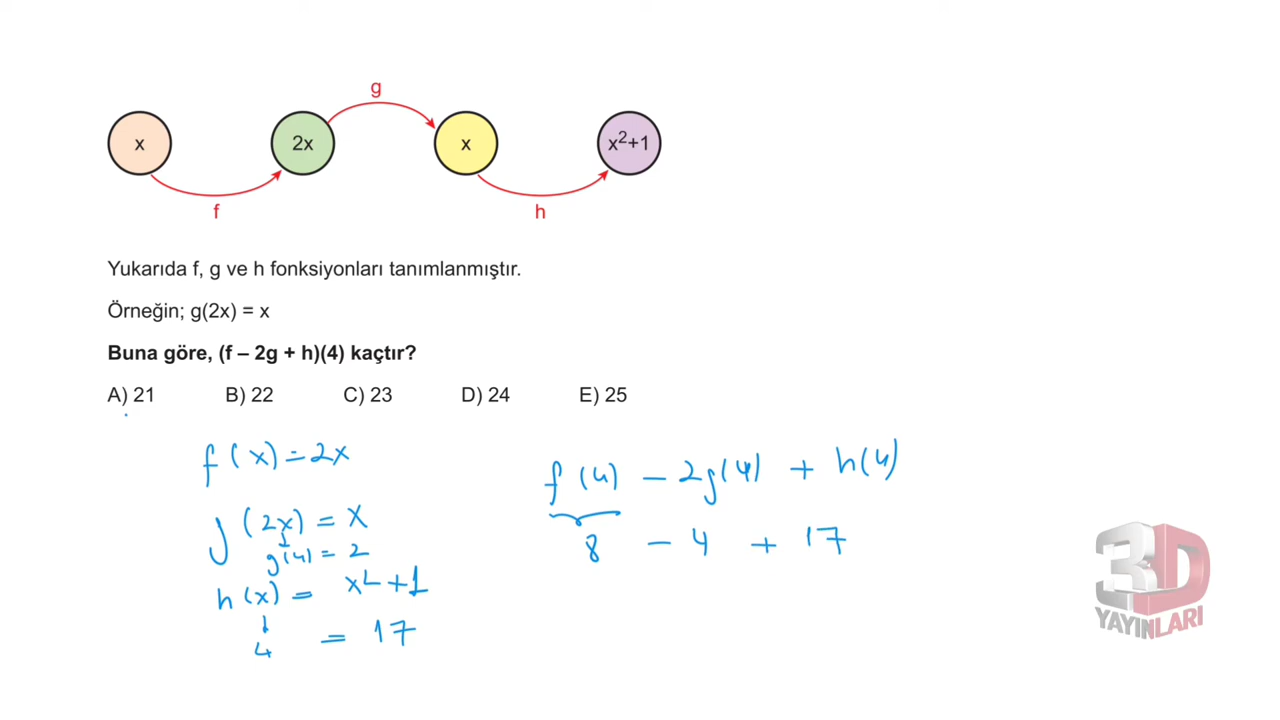 g
x
2x
x
x²+1
f
h
Yukarıda f, g ve h fonksiyonları tanımlanmıştır.
Örneğin; g(2x) = x
Buna göre, (f – 2g + h)(4) kaçtır?
A) 21 B) 22 C) 23 D) 24 E) 25
f(x) = 2x
g(2x) = x
g(4) = 2
h(x) = x²+1
4 = 17
f(4) – 2g(4) + h(4)
8 – 4 + 17
3D
YAYINLARI